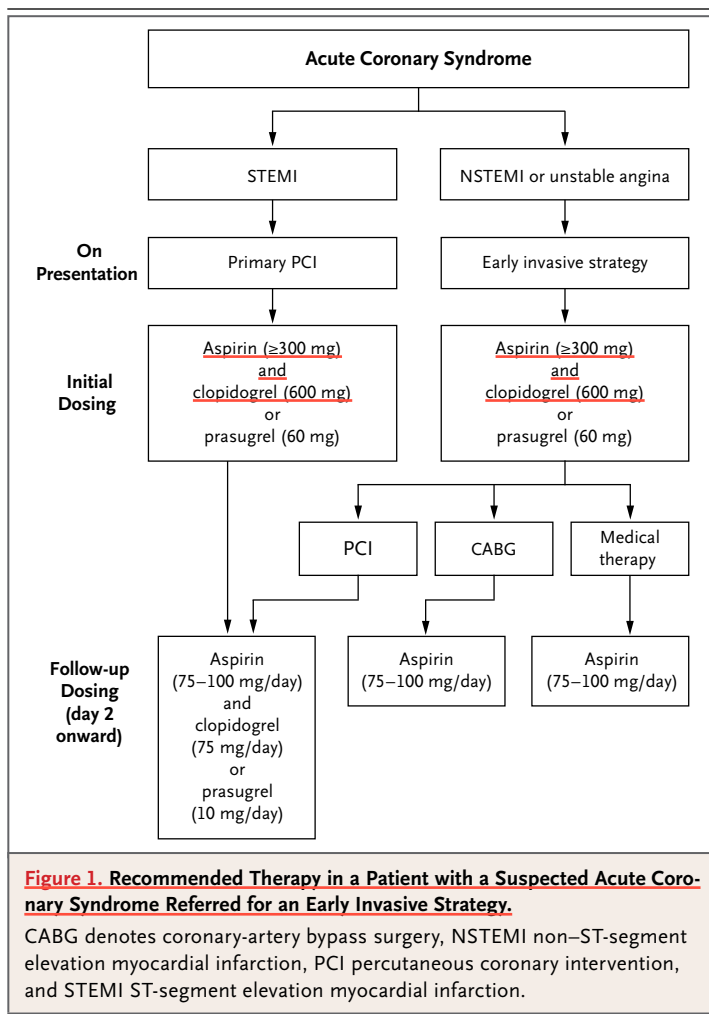 Acute Coronary Syndrome
STEMI
NSTEMI or unstable angina
On
Presentation
Primary PCI
Early invasive strategy
Initial
Dosing
Aspirin (≥300 mg)
and
clopidogrel (600 mg)
or
prasugrel (60 mg)
Aspirin (≥300 mg)
and
clopidogrel (600 mg)
or
prasugrel (60 mg)
PCI
CABG
Medical
therapy
Follow-up
Dosing
(day 2
onward)
Aspirin
(75–100 mg/day)
and
clopidogrel
(75 mg/day)
or
prasugrel
(10 mg/day)
Aspirin
(75–100 mg/day)
Aspirin
(75–100 mg/day)
Figure 1. Recommended Therapy in a Patient with a Suspected Acute Coro-
nary Syndrome Referred for an Early Invasive Strategy.
CABG denotes coronary-artery bypass surgery, NSTEMI non–ST-segment
elevation myocardial infarction, PCI percutaneous coronary intervention,
and STEMI ST-segment elevation myocardial infarction.